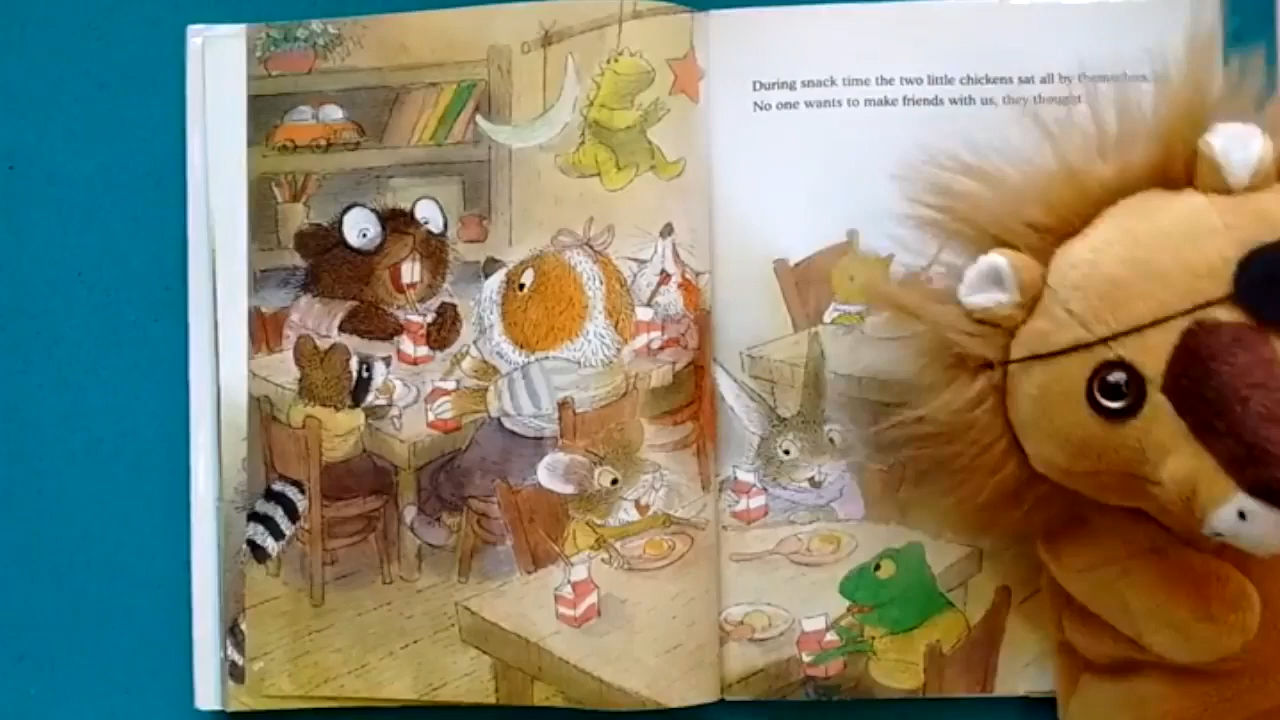 During snack time the two little chickens sat all by themselves.
No one wants to make friends with us, they thought